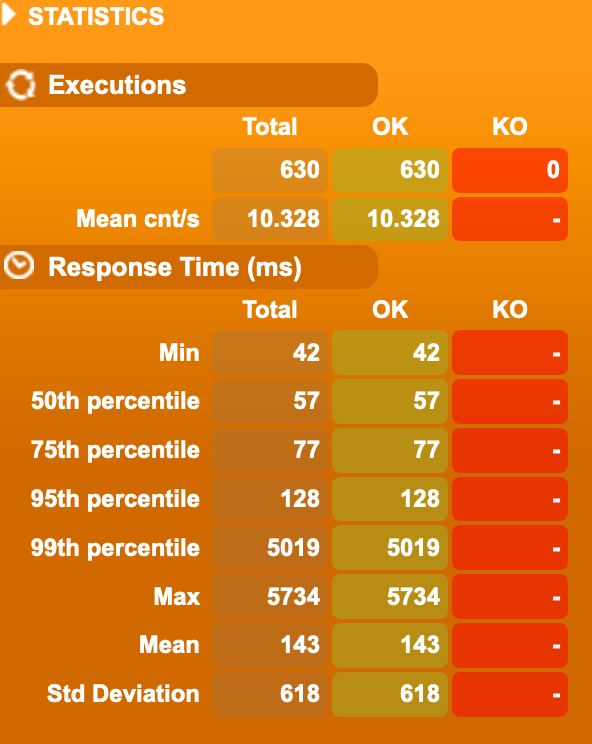 STATISTICS
Executions
Total OK KO
630 630 0
Mean cnt/s 10.328 10.328 -
Response Time (ms)
Total OK KO
Min 42 42 -
50th percentile 57 57 -
75th percentile 77 77 -
95th percentile 128 128 -
99th percentile 5019 5019 -
Max 5734 5734 -
Mean 143 143 -
Std Deviation 618 618 -